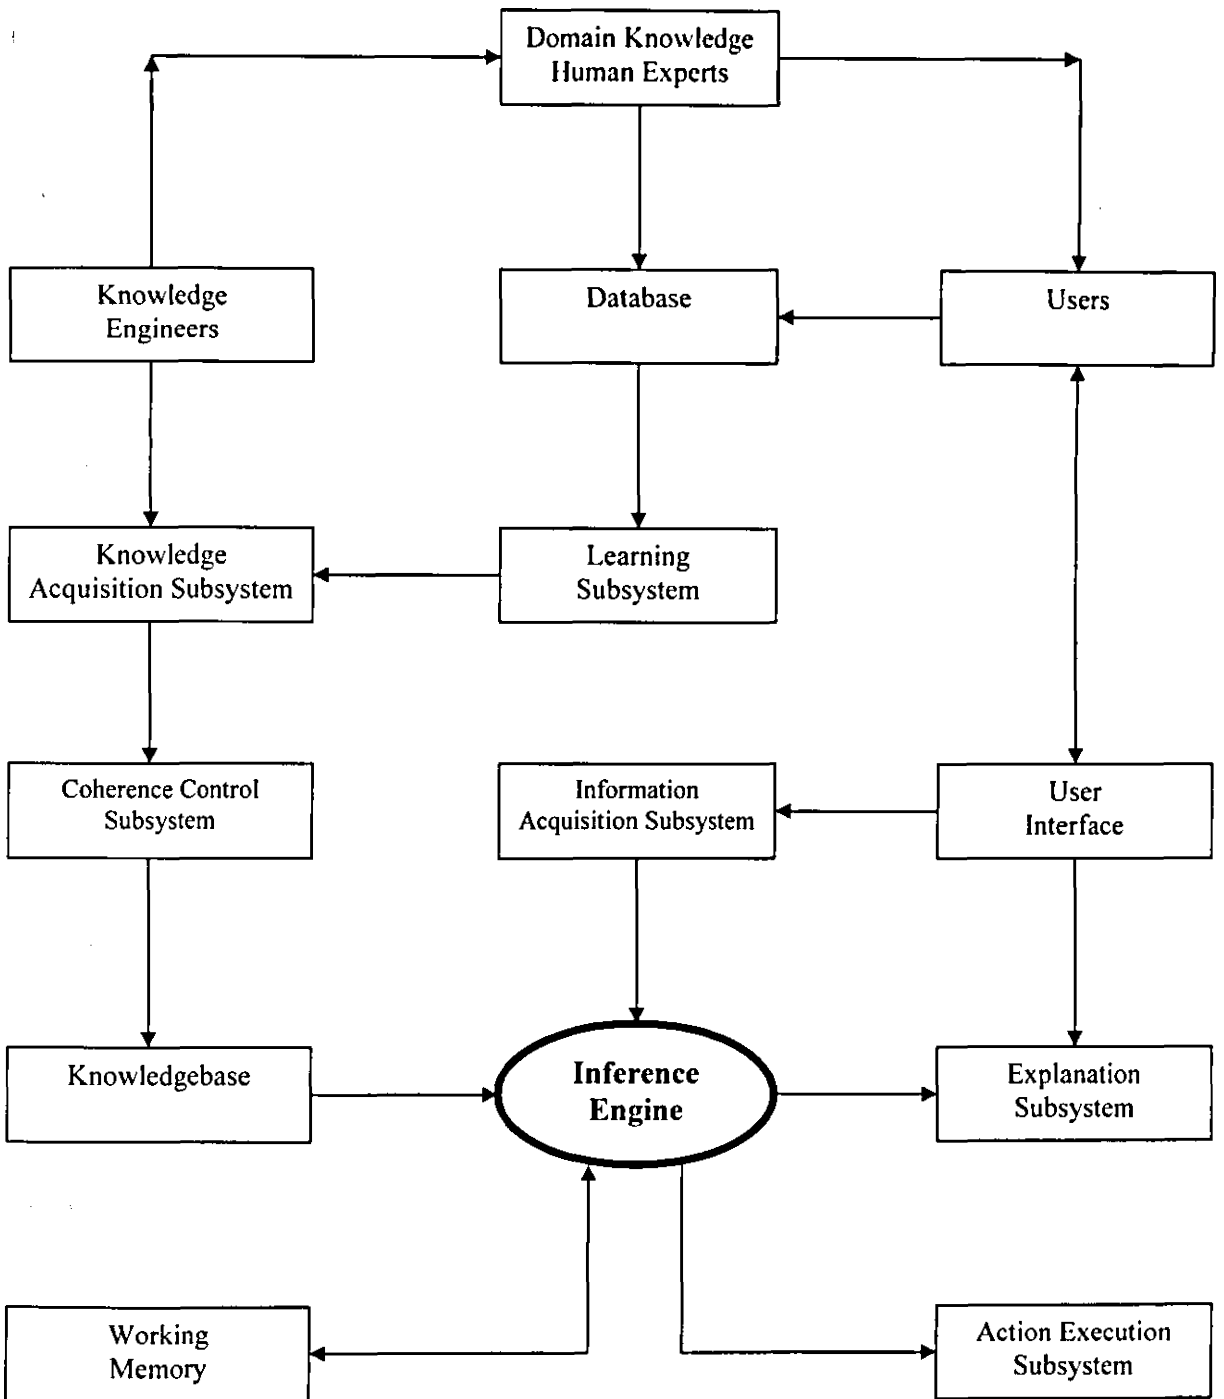 Domain Knowledge
Human Experts
Knowledge
Engineers
Database
Users
Knowledge
Acquisition Subsystem
Learning
Subsystem
Coherence Control
Subsystem
Information
Acquisition Subsystem
User
Interface
Knowledgebase
Inference
Engine
Explanation
Subsystem
Working
Memory
Action Execution
Subsystem